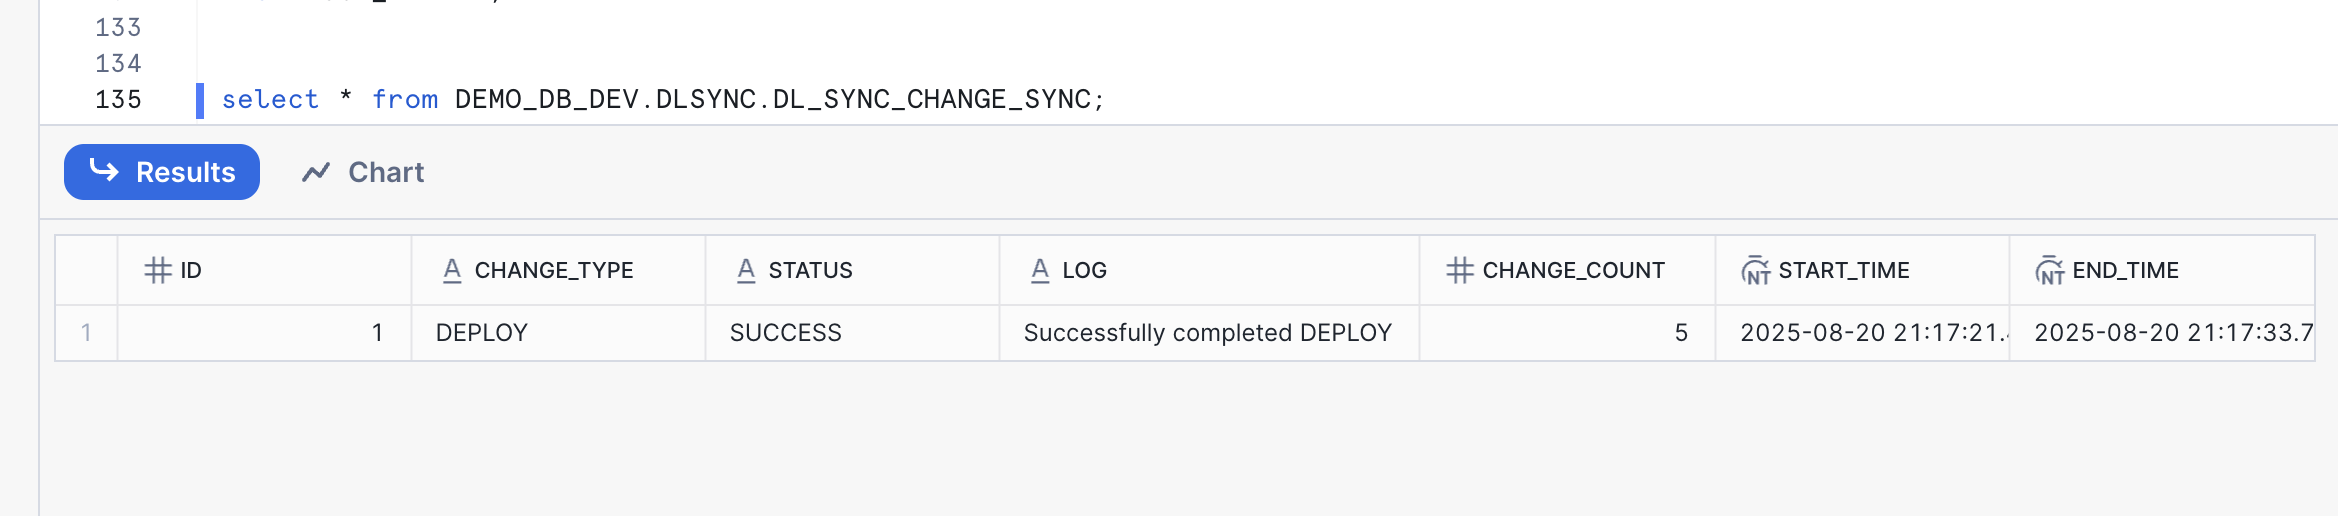 133
134
135 select * from DEMO_DB_DEV.DLSYNC.DL_SYNC_CHANGE_SYNC;
Results Chart
ID CHANGE_TYPE STATUS LOG CHANGE_COUNT START_TIME END_TIME
1 1 DEPLOY SUCCESS Successfully completed DEPLOY 5 2025-08-20 21:17:21. 2025-08-20 21:17:33.7